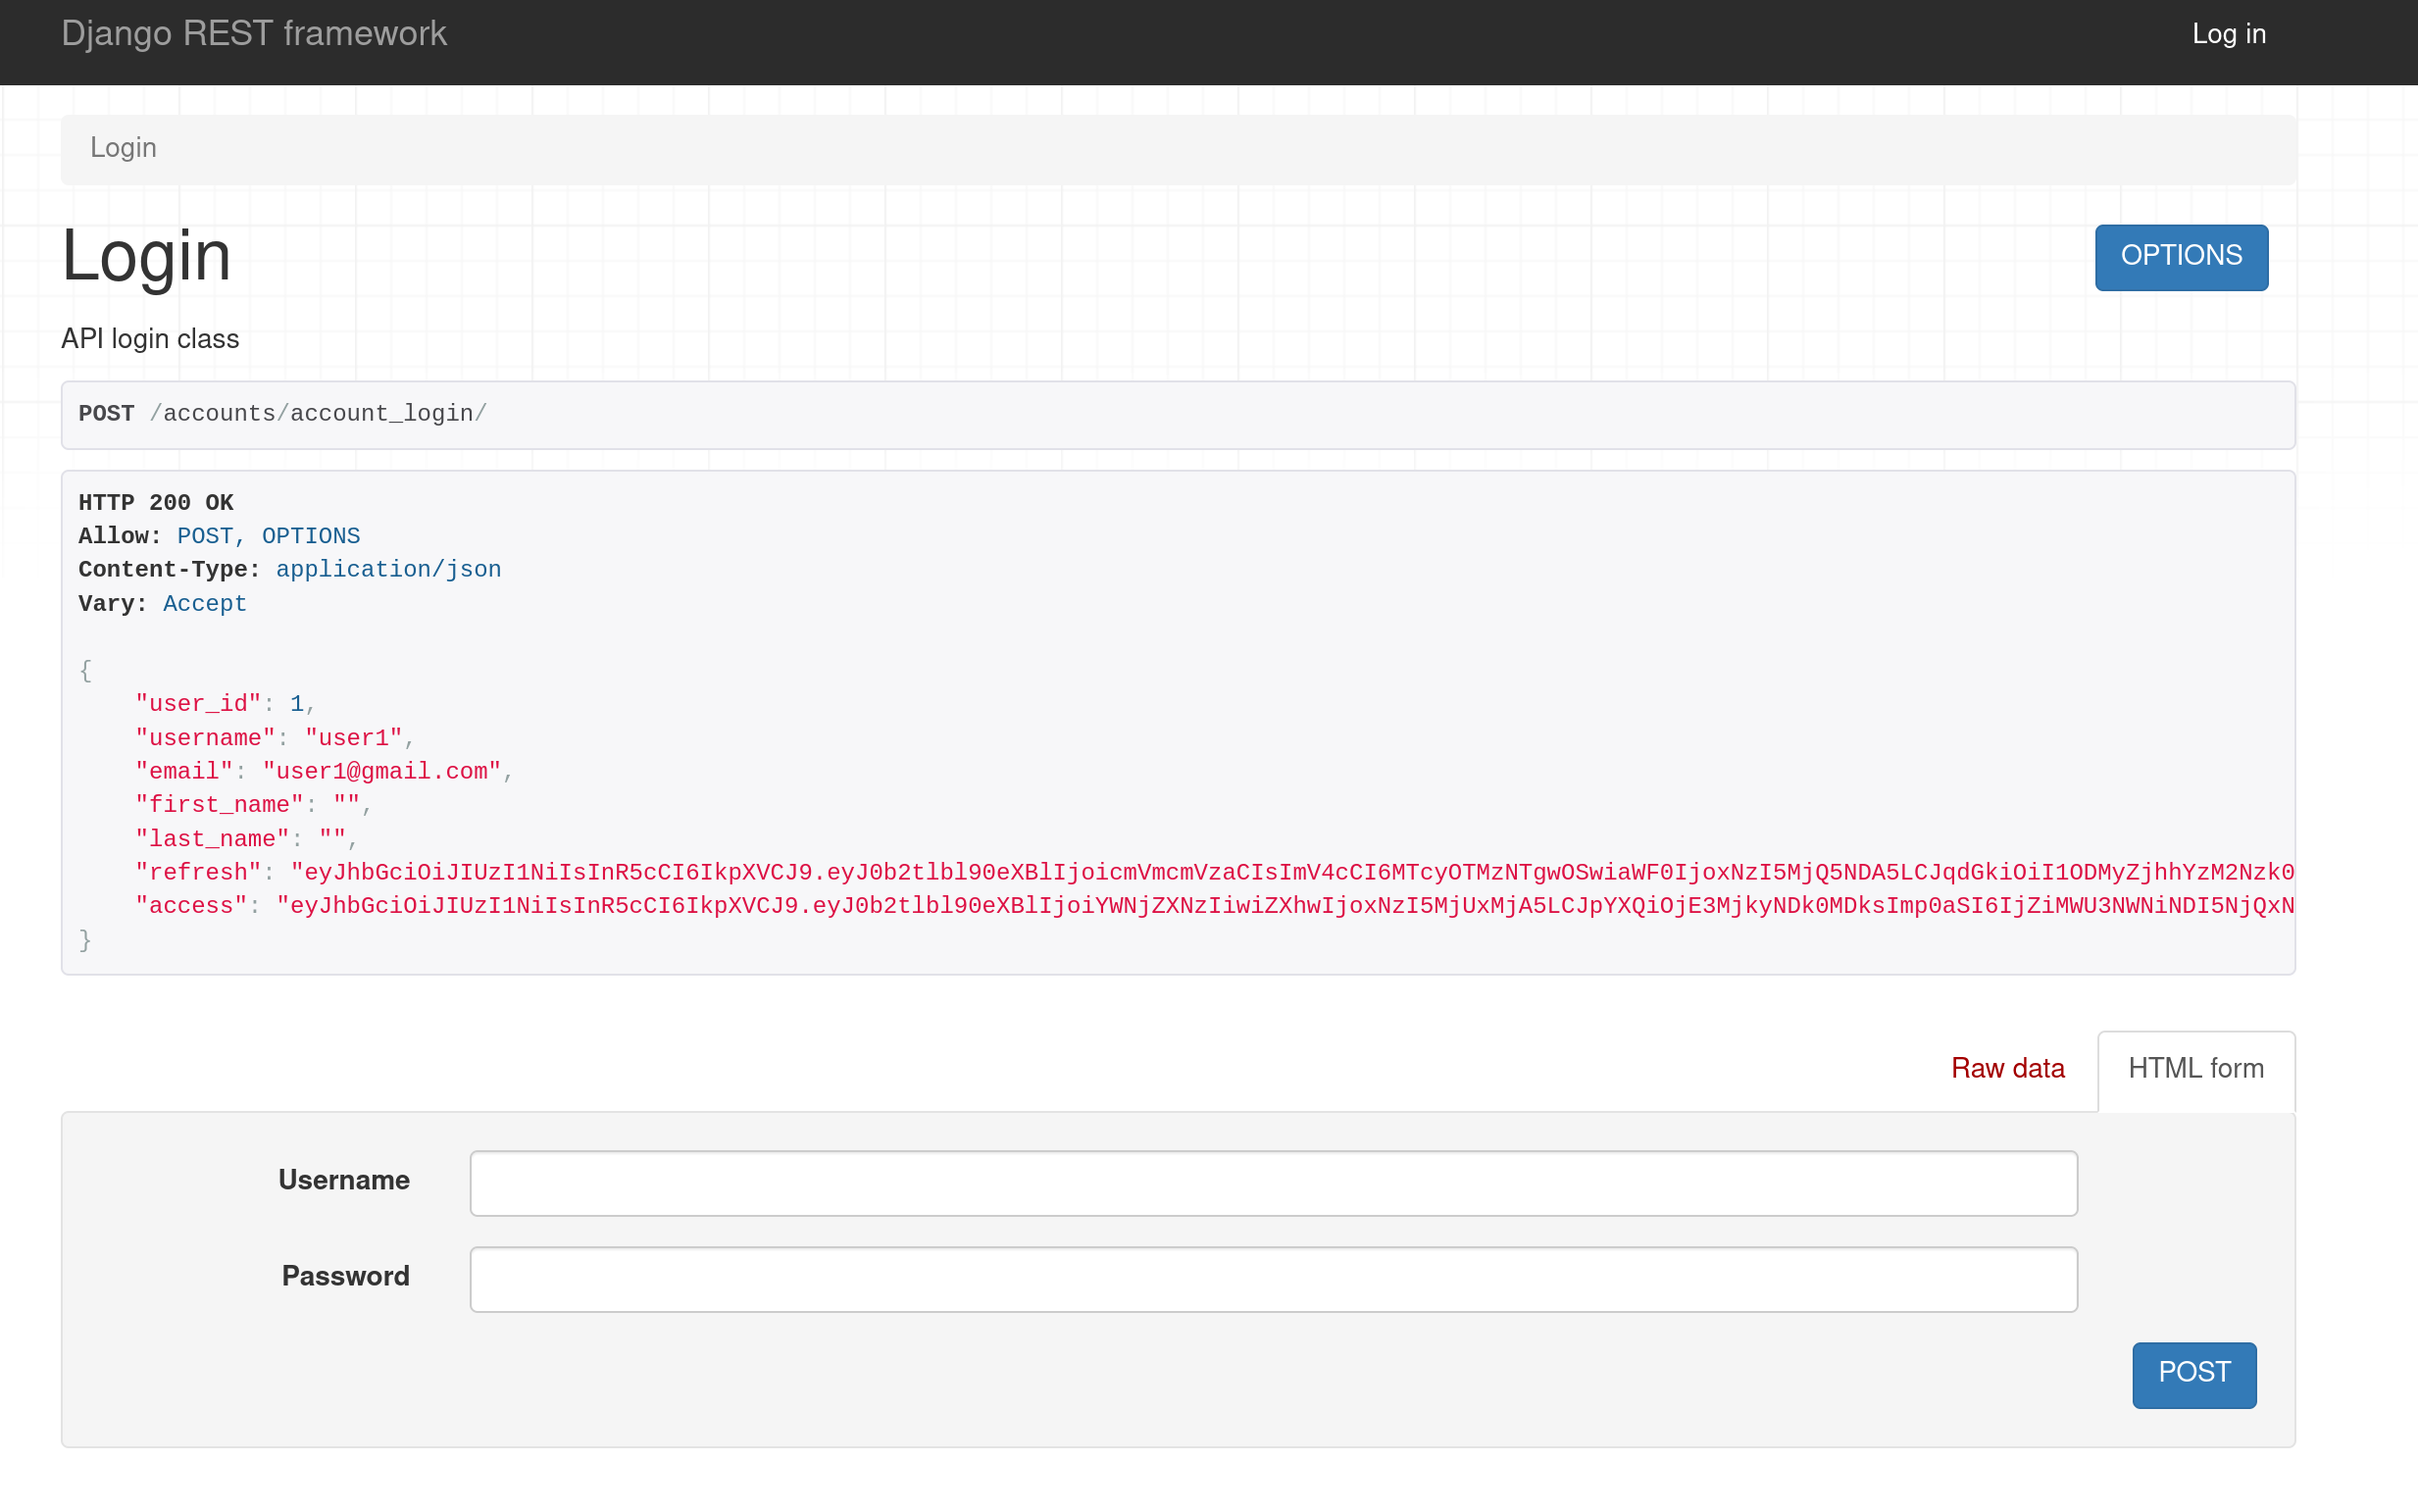 Django REST framework
Log in
Login
Login
OPTIONS
API login class
POST /accounts/account_login/
HTTP 200 OK
Allow: POST, OPTIONS
Content-Type: application/json
Vary: Accept
{
"user_id": 1,
"username": "user1",
"email": "user1@gmail.com",
"first_name": "",
"last_name": "",
"refresh": "eyJhbGciOiJIUzI1NiIsInR5cCI6IkpXVCJ9.eyJ0b2tlbl90eXBlIjoicmVmcmVzaCIsImV4cCI6MTcyOTMzNTgwOSwiaWF0IjoxNzI5MjQ5NDA5LCJqdGkiOiI1ODMyZjhhYzM2Nzk0
"access": "eyJhbGciOiJIUzI1NiIsInR5cCI6IkpXVCJ9.eyJ0b2tlbl90eXBlIjoiYWNjZXNzIiwiZXhwIjoxNzI5MjUxMjA5LCJpYXQiOjE3MjkyNDk0MDksImp0aSI6IjZiMWU3NWNiNDI5NjQxN
}
Raw data
HTML form
Username
Password
POST